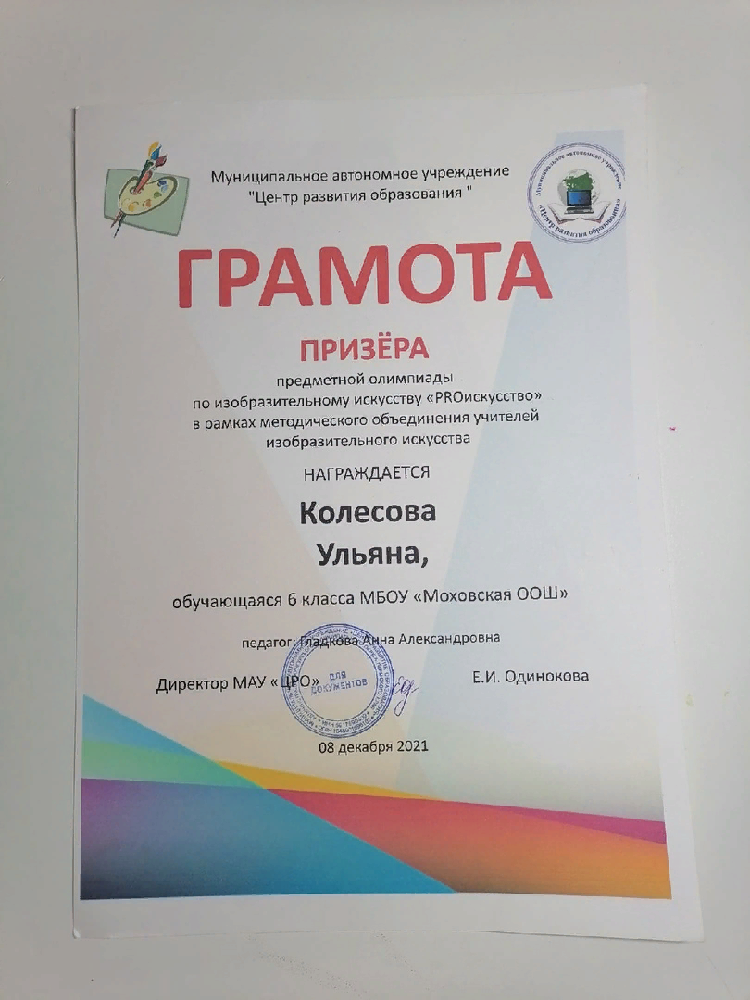 Муниципальное автономное учреждение
"Центр развития образования "
Муниципальное автономное учреждение
«Центр развития образования»
ГРАМОТА
ПРИЗЁРА
предметной олимпиады
по изобразительному искусству «PROискусство»
в рамках методического объединения учителей
изобразительного искусства
НАГРАЖДАЕТСЯ
Колесова
Ульяна,
обучающаяся 6 класса МБОУ «Моховская ООШ»
педагог: Гладкова Анна Александровна
Директор МАУ «ЦРО»
Е.И. Одинокова
ДЛЯ
ДОКУМЕНТОВ
08 декабря 2021